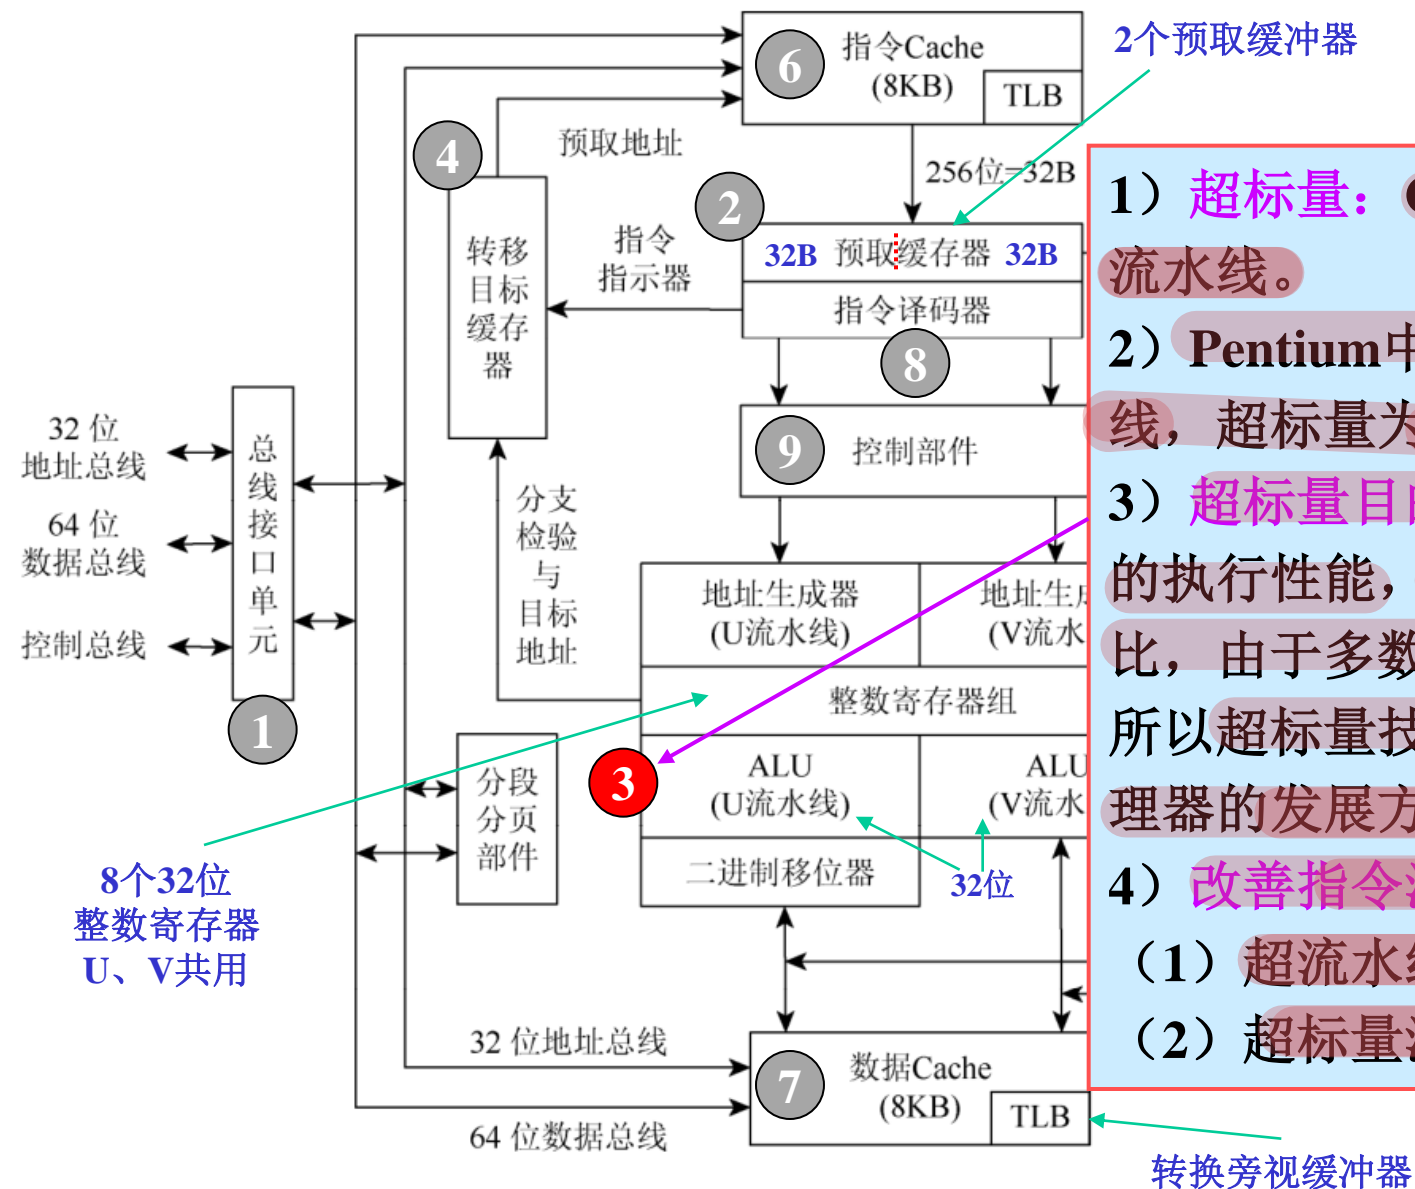 6
指令Cache
(8KB)
TLB
2个预取缓冲器
4
预取地址
256位=32B
2
32B 预取缓存器 32B
指令译码器
指令
指示器
转移
目标
缓存
器
8
9
控制部件
32 位
地址总线
64 位
数据总线
控制总线
总
线
接
口
单
元
1
分支
检验
与
目标
地址
地址生成器
(U流水线)
地址生
(V流水
整数寄存器组
3
ALU
(U流水线)
ALU
(V流水
二进制移位器
32位
分段
分页
部件
8个32位
整数寄存器
U、V共用
32 位地址总线
64 位数据总线
7
数据Cache
(8KB)
TLB
转换旁视缓冲器
1）超标量：
流水线。
2）Pentium中
线，超标量为
3）超标量目
的执行性能，
比，由于多数
所以超标量技
理器的发展方
4）改善指令
（1）超流水
（2）超标量